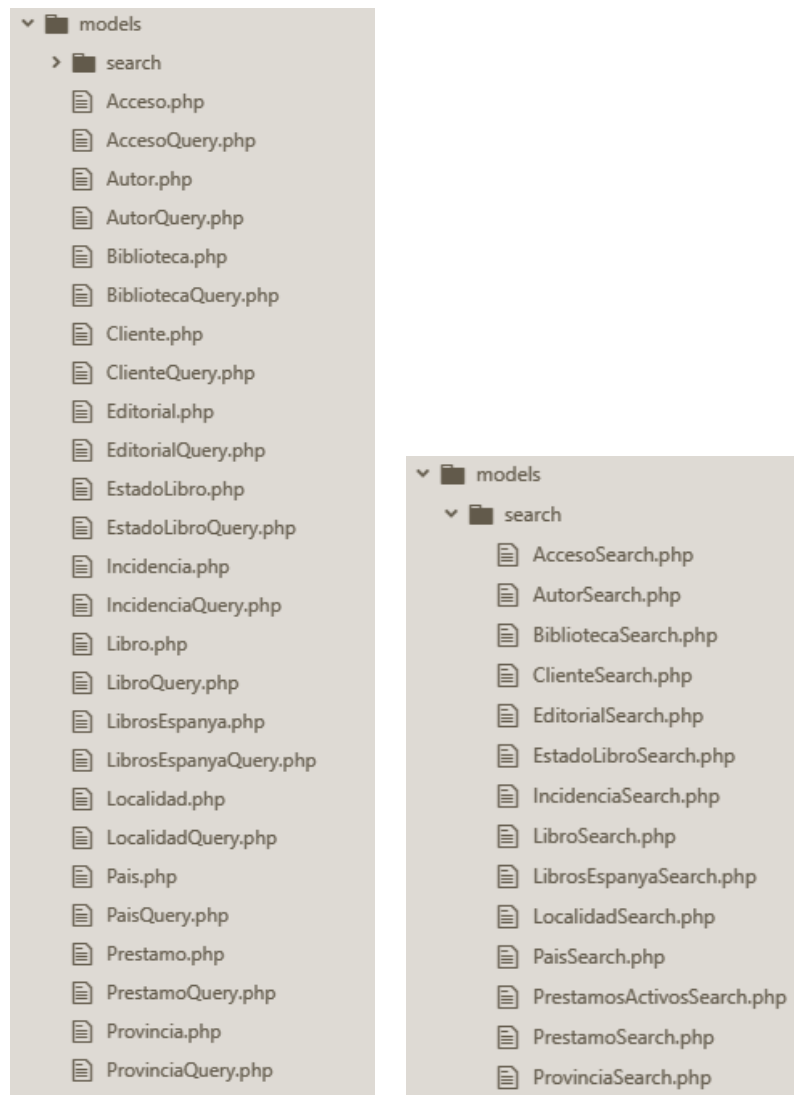 models
search
Acceso.php
AccesoQuery.php
Autor.php
AutorQuery.php
Biblioteca.php
BibliotecaQuery.php
Cliente.php
ClienteQuery.php
Editorial.php
EditorialQuery.php
EstadoLibro.php
EstadoLibroQuery.php
Incidencia.php
IncidenciaQuery.php
Libro.php
LibroQuery.php
LibrosEspanya.php
LibrosEspanyaQuery.php
Localidad.php
LocalidadQuery.php
Pais.php
PaisQuery.php
Prestamo.php
PrestamoQuery.php
Provincia.php
ProvinciaQuery.php
models
search
AccesoSearch.php
AutorSearch.php
BibliotecaSearch.php
ClienteSearch.php
EditorialSearch.php
EstadoLibroSearch.php
IncidenciaSearch.php
LibroSearch.php
LibrosEspanyaSearch.php
LocalidadSearch.php
PaisSearch.php
PrestamosActivosSearch.php
PrestamoSearch.php
ProvinciaSearch.php